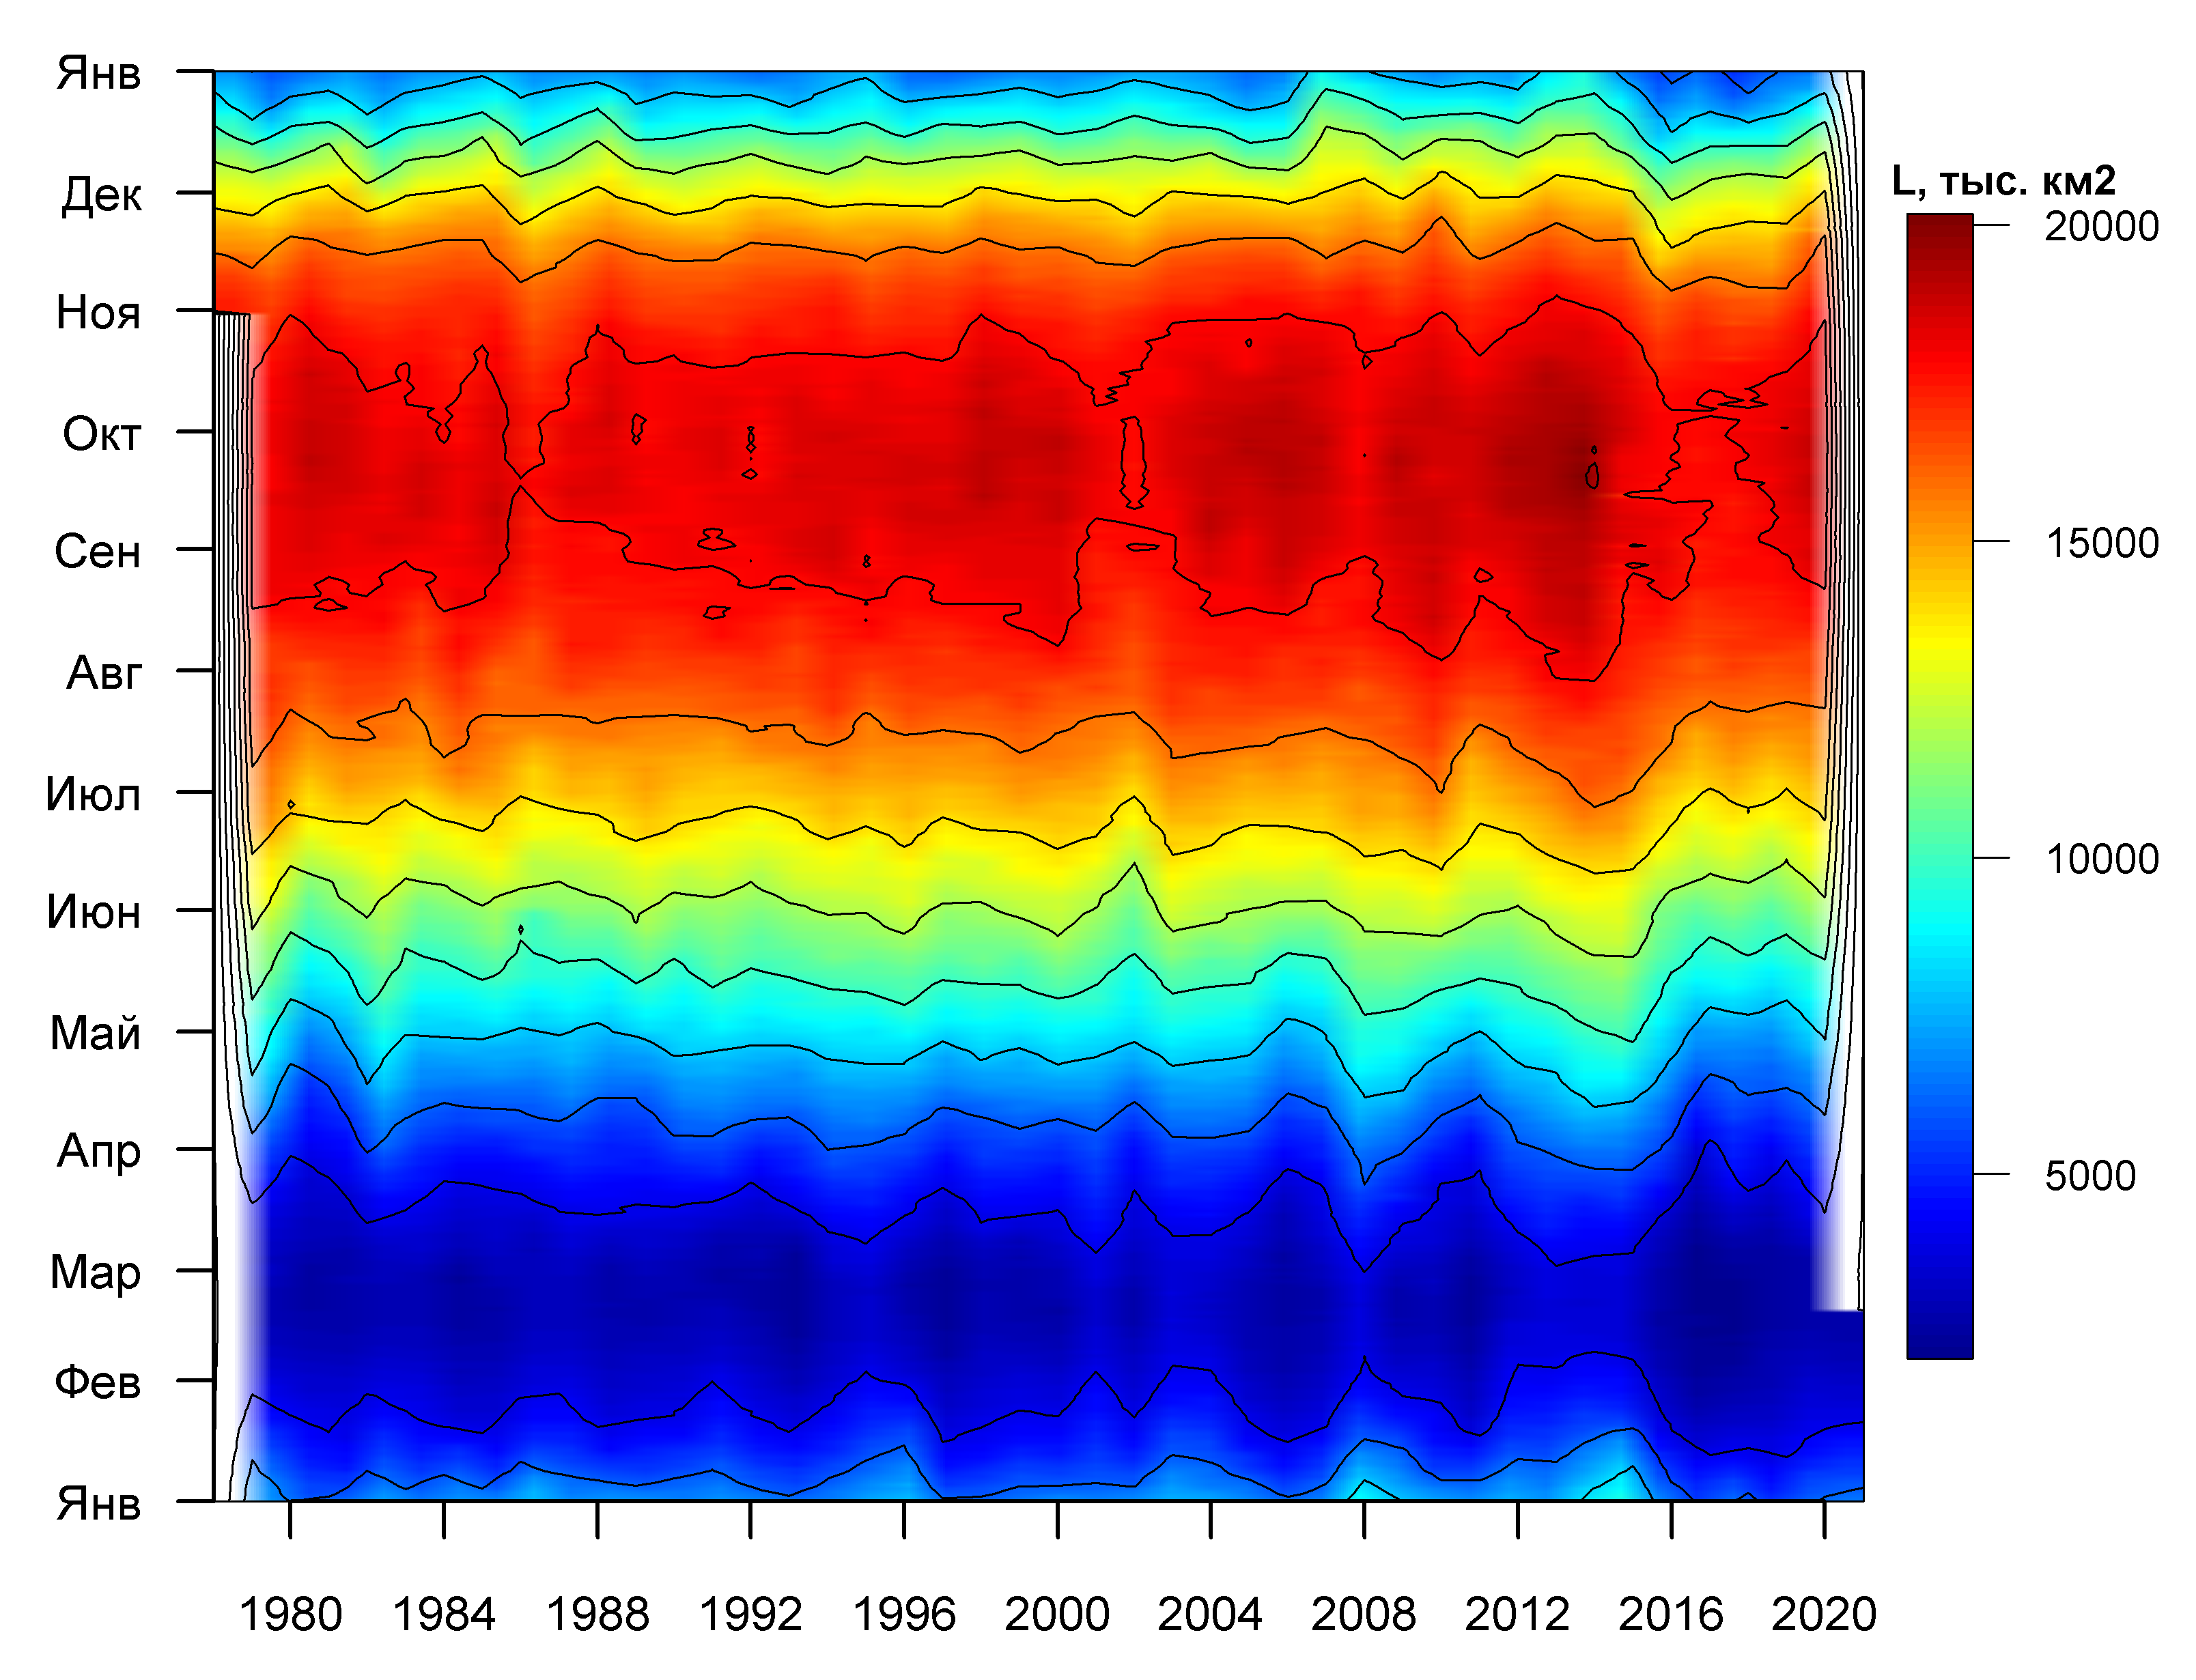 Янв
Дек
Ноя
Окт
Сен
Авг
Июл
Июн
Май
Апр
Мар
Фев
Янв
1980 1984 1988 1992 1996 2000 2004 2008 2012 2016 2020
L, тыс. км2
20000
15000
10000
5000